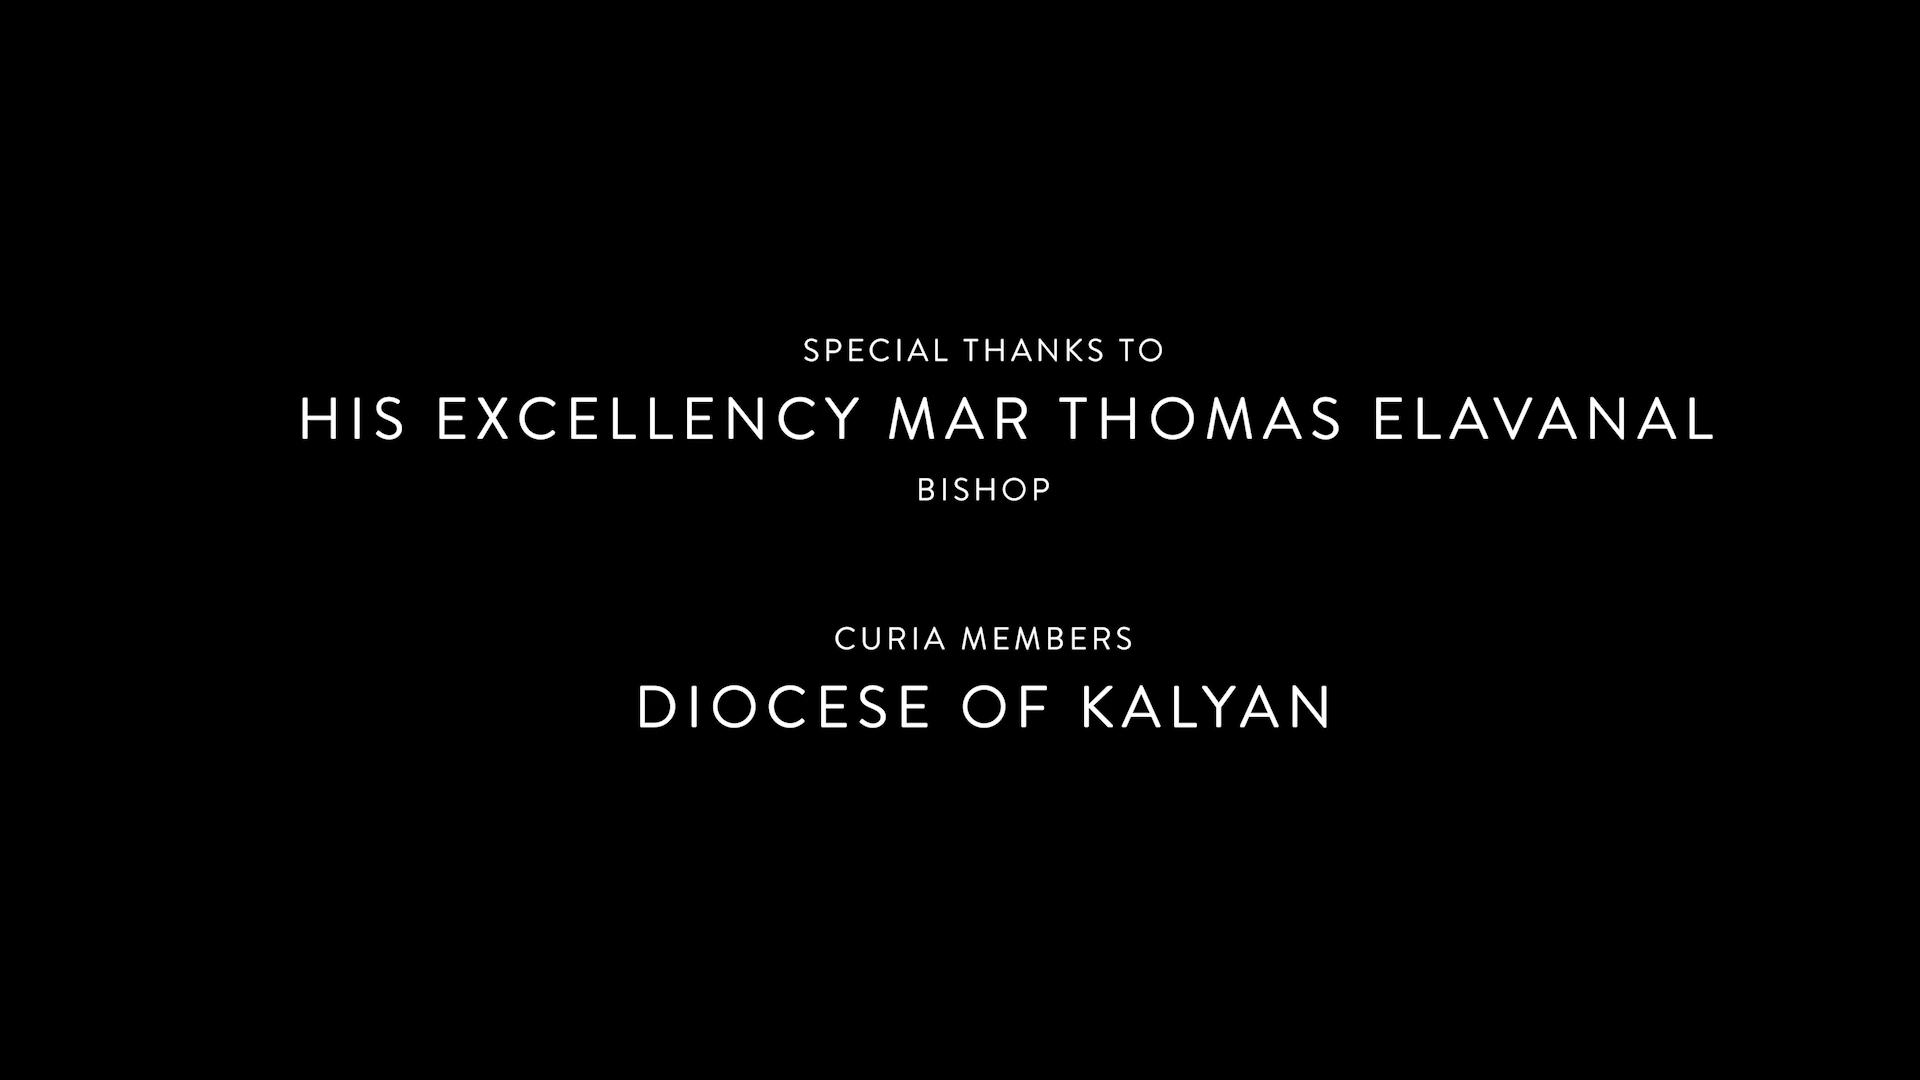 SPECIAL THANKS TO
HIS EXCELLENCY MAR THOMAS ELAVANAL
BISHOP
CURIA MEMBERS
DIOCESE OF KALYAN